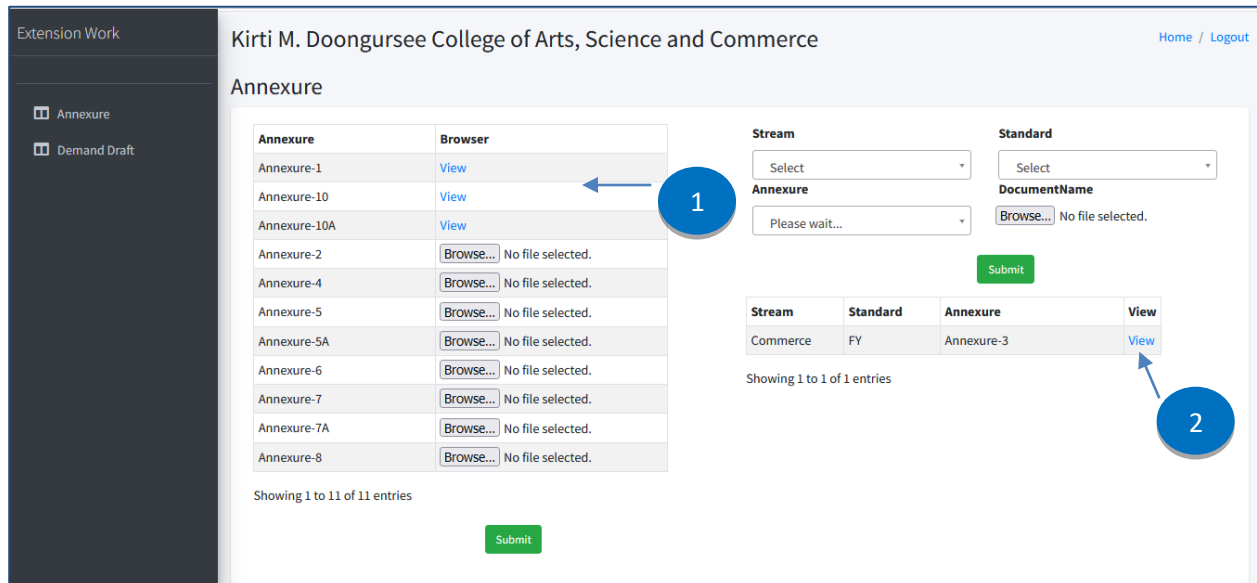 Extension Work
Annexure
Demand Draft
Kirti M. Doongursee College of Arts, Science and Commerce
Home / Logout
Annexure
Annexure Browser
Annexure-1 View
Annexure-10 View
Annexure-10A View
Annexure-2 Browse... No file selected.
Annexure-4 Browse... No file selected.
Annexure-5 Browse... No file selected.
Annexure-5A Browse... No file selected.
Annexure-6 Browse... No file selected.
Annexure-7 Browse... No file selected.
Annexure-7A Browse... No file selected.
Annexure-8 Browse... No file selected.
Showing 1 to 11 of 11 entries
Submit
1
Stream Standard
Select Select
Annexure DocumentName
Please wait... Browse... No file selected.
Submit
Stream Standard Annexure View
Commerce FY Annexure-3 View
Showing 1 to 1 of 1 entries
2